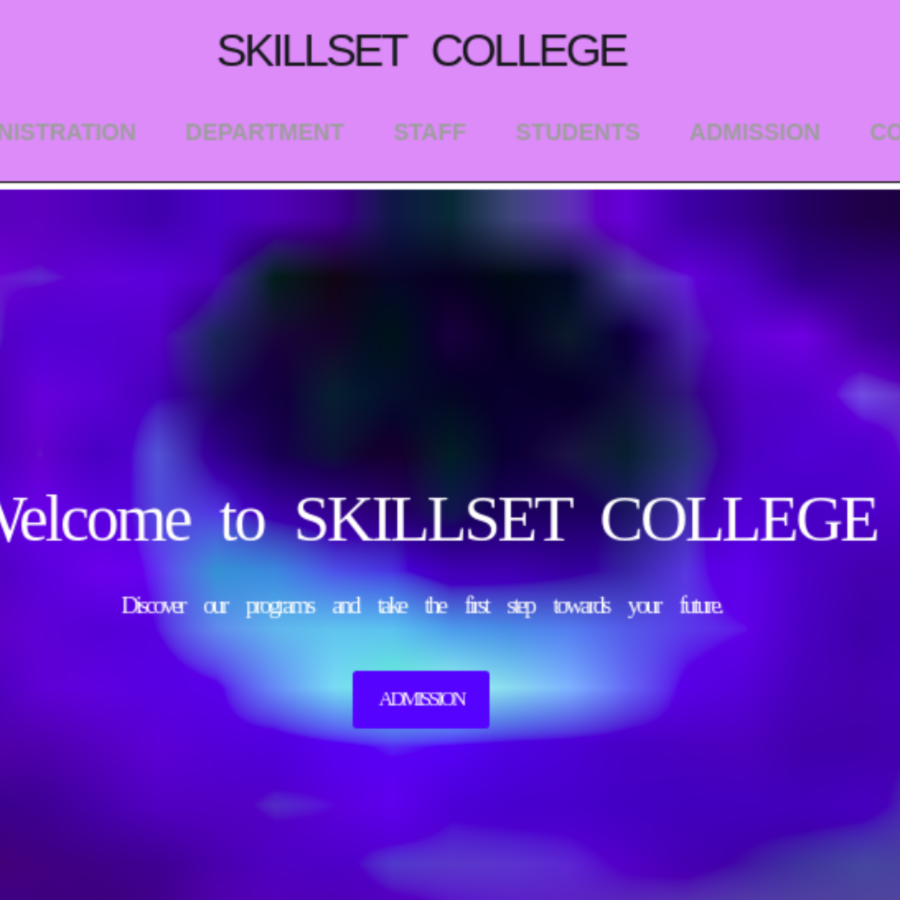 SKILLSET COLLEGE
NISTRATION DEPARTMENT STAFF STUDENTS ADMISSION CO
Welcome to SKILLSET COLLEGE
Discover our programs and take the first step towards your future.
ADMISSION